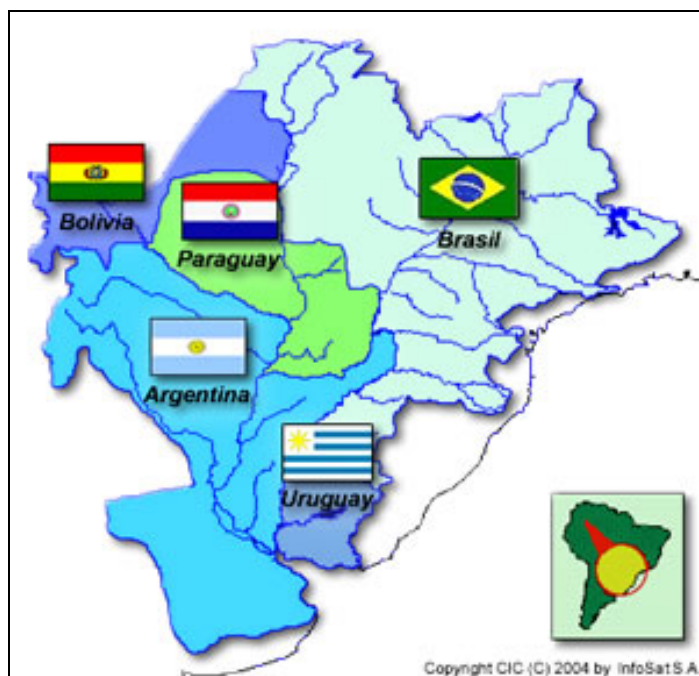 Bolivia
Paraguay
Brasil
Argentina
Uruguay
Copyright CIC (C) 2004 by InfoSat S.A